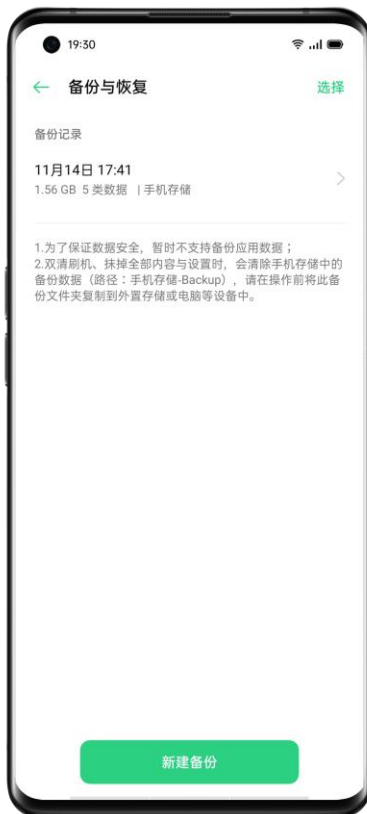 19:30
备份与恢复
选择
备份记录
11月14日 17:41
1.56 GB 5 类数据 | 手机存储
1.为了保证数据安全，暂时不支持备份应用数据；
2.双清刷机、抹掉全部内容与设置时，会清除手机存储中的
备份数据（路径：手机存储-Backup），请在操作前将此备
份文件夹复制到外置存储或电脑等设备中。
新建备份